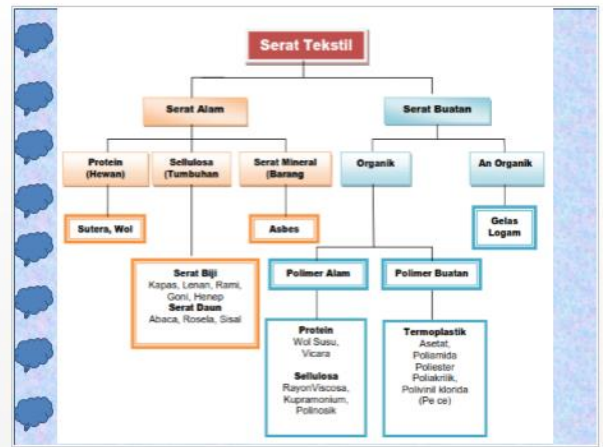 Serat Tekstil
Serat Alam
Serat Buatan
Protein
(Hewan)
Sellulosa
(Tumbuhan
Serat Mineral
(Barang
Organik
An Organik
Sutera, Wol
Asbes
Gelas
Logam
Serat Biji
Kapas, Lenan, Rami,
Goni, Henep
Serat Daun
Abaca, Rosela, Sisal
Polimer Alam
Polimer Buatan
Protein
Wol Susu,
Vicara
Sellulosa
RayonViscosa,
Kupramonium,
Polinosik
Termoplastik
Asetat,
Poliamida
Poliester
Poliakrilik,
Polivinil klorida
(Pe ce)